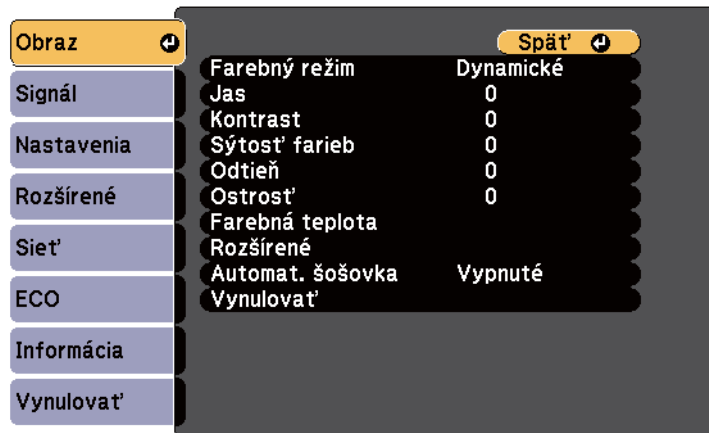 Obraz
Signál
Nastavenia
Rozšírené
Sieť
ECO
Informácia
Vynulovať
Späť
Farebný režim Dynamické
Jas 0
Kontrast 0
Sýtosť farieb 0
Odtieň 0
Ostrosť 0
Farebná teplota
Rozšírené
Automat. šošovka Vypnuté
Vynulovať